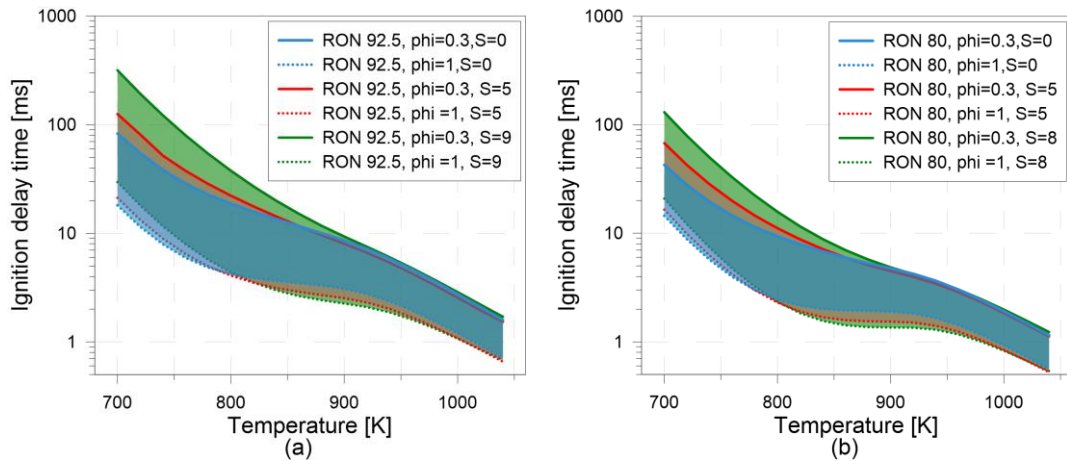 1000
100
10
1
Ignition delay time [ms]
RON 92.5, phi=0.3,S=0
RON 92.5, phi=1,S=0
RON 92.5, phi=0.3, S=5
RON 92.5, phi =1, S=5
RON 92.5, phi=0.3, S=9
RON 92.5, phi =1, S=9
700 800 900 1000
Temperature [K]
(a)
1000
100
10
1
Ignition delay time [ms]
RON 80, phi=0.3,S=0
RON 80, phi=1,S=0
RON 80, phi=0.3, S=5
RON 80, phi =1, S=5
RON 80, phi=0.3, S=8
RON 80, phi =1, S=8
700 800 900 1000
Temperature [K]
(b)